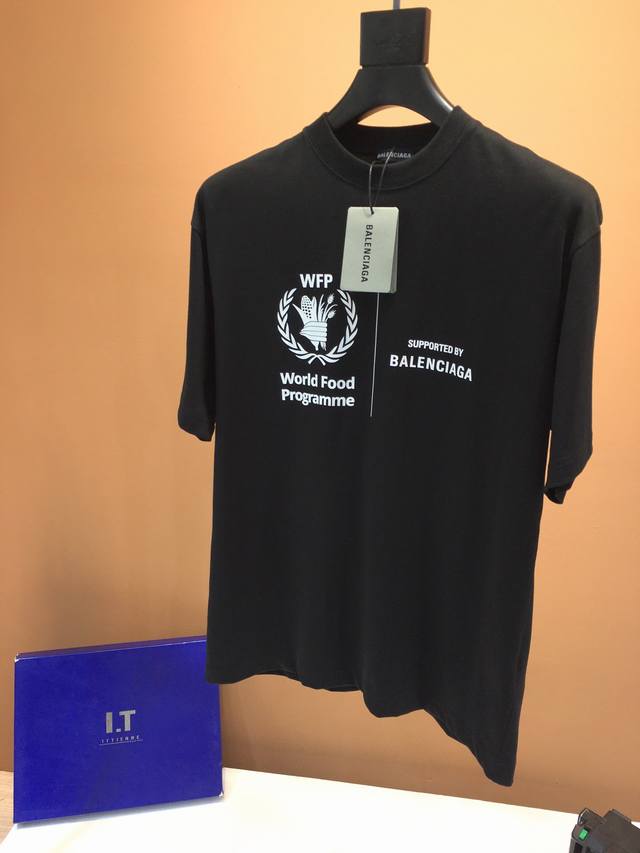 BALENCIAGA
BALENCIAGA
WFP
World Food
Programme
SUPPORTED BY
BALENCIAGA
I.T